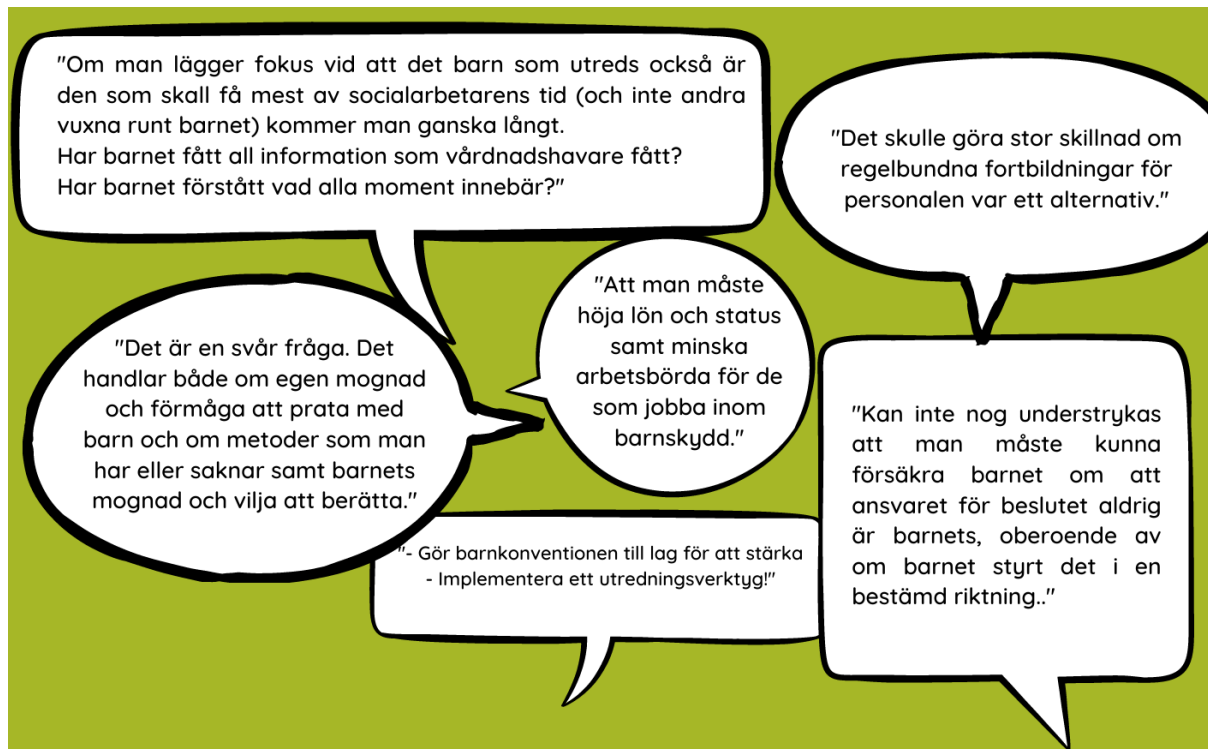 "Om man lägger fokus vid att det barn som utreds också är
den som skall få mest av socialarbetarens tid (och inte andra
vuxna runt barnet) kommer man ganska långt.
Har barnet fått all information som vårdnadshavare fått?
Har barnet förstått vad alla moment innebär?"
"Det skulle göra stor skillnad om
regelbundna fortbildningar för
personalen var ett alternativ."
"Att man måste
höja lön och status
samt minska
arbetsbörda för de
som jobba inom
barnskydd."
"Det är en svår fråga. Det
handlar både om egen mognad
och förmåga att prata med
barn och om metoder som man
har eller saknar samt barnets
mognad och vilja att berätta."
"Kan inte nog understrykas
att man måste kunna
försäkra barnet om att
ansvaret för beslutet aldrig
är barnets, oberoende av
om barnet styrt det i en
bestämd riktning.."
"- Gör barnkonventionen till lag för att stärka
- Implementera ett utredningsverktyg!"